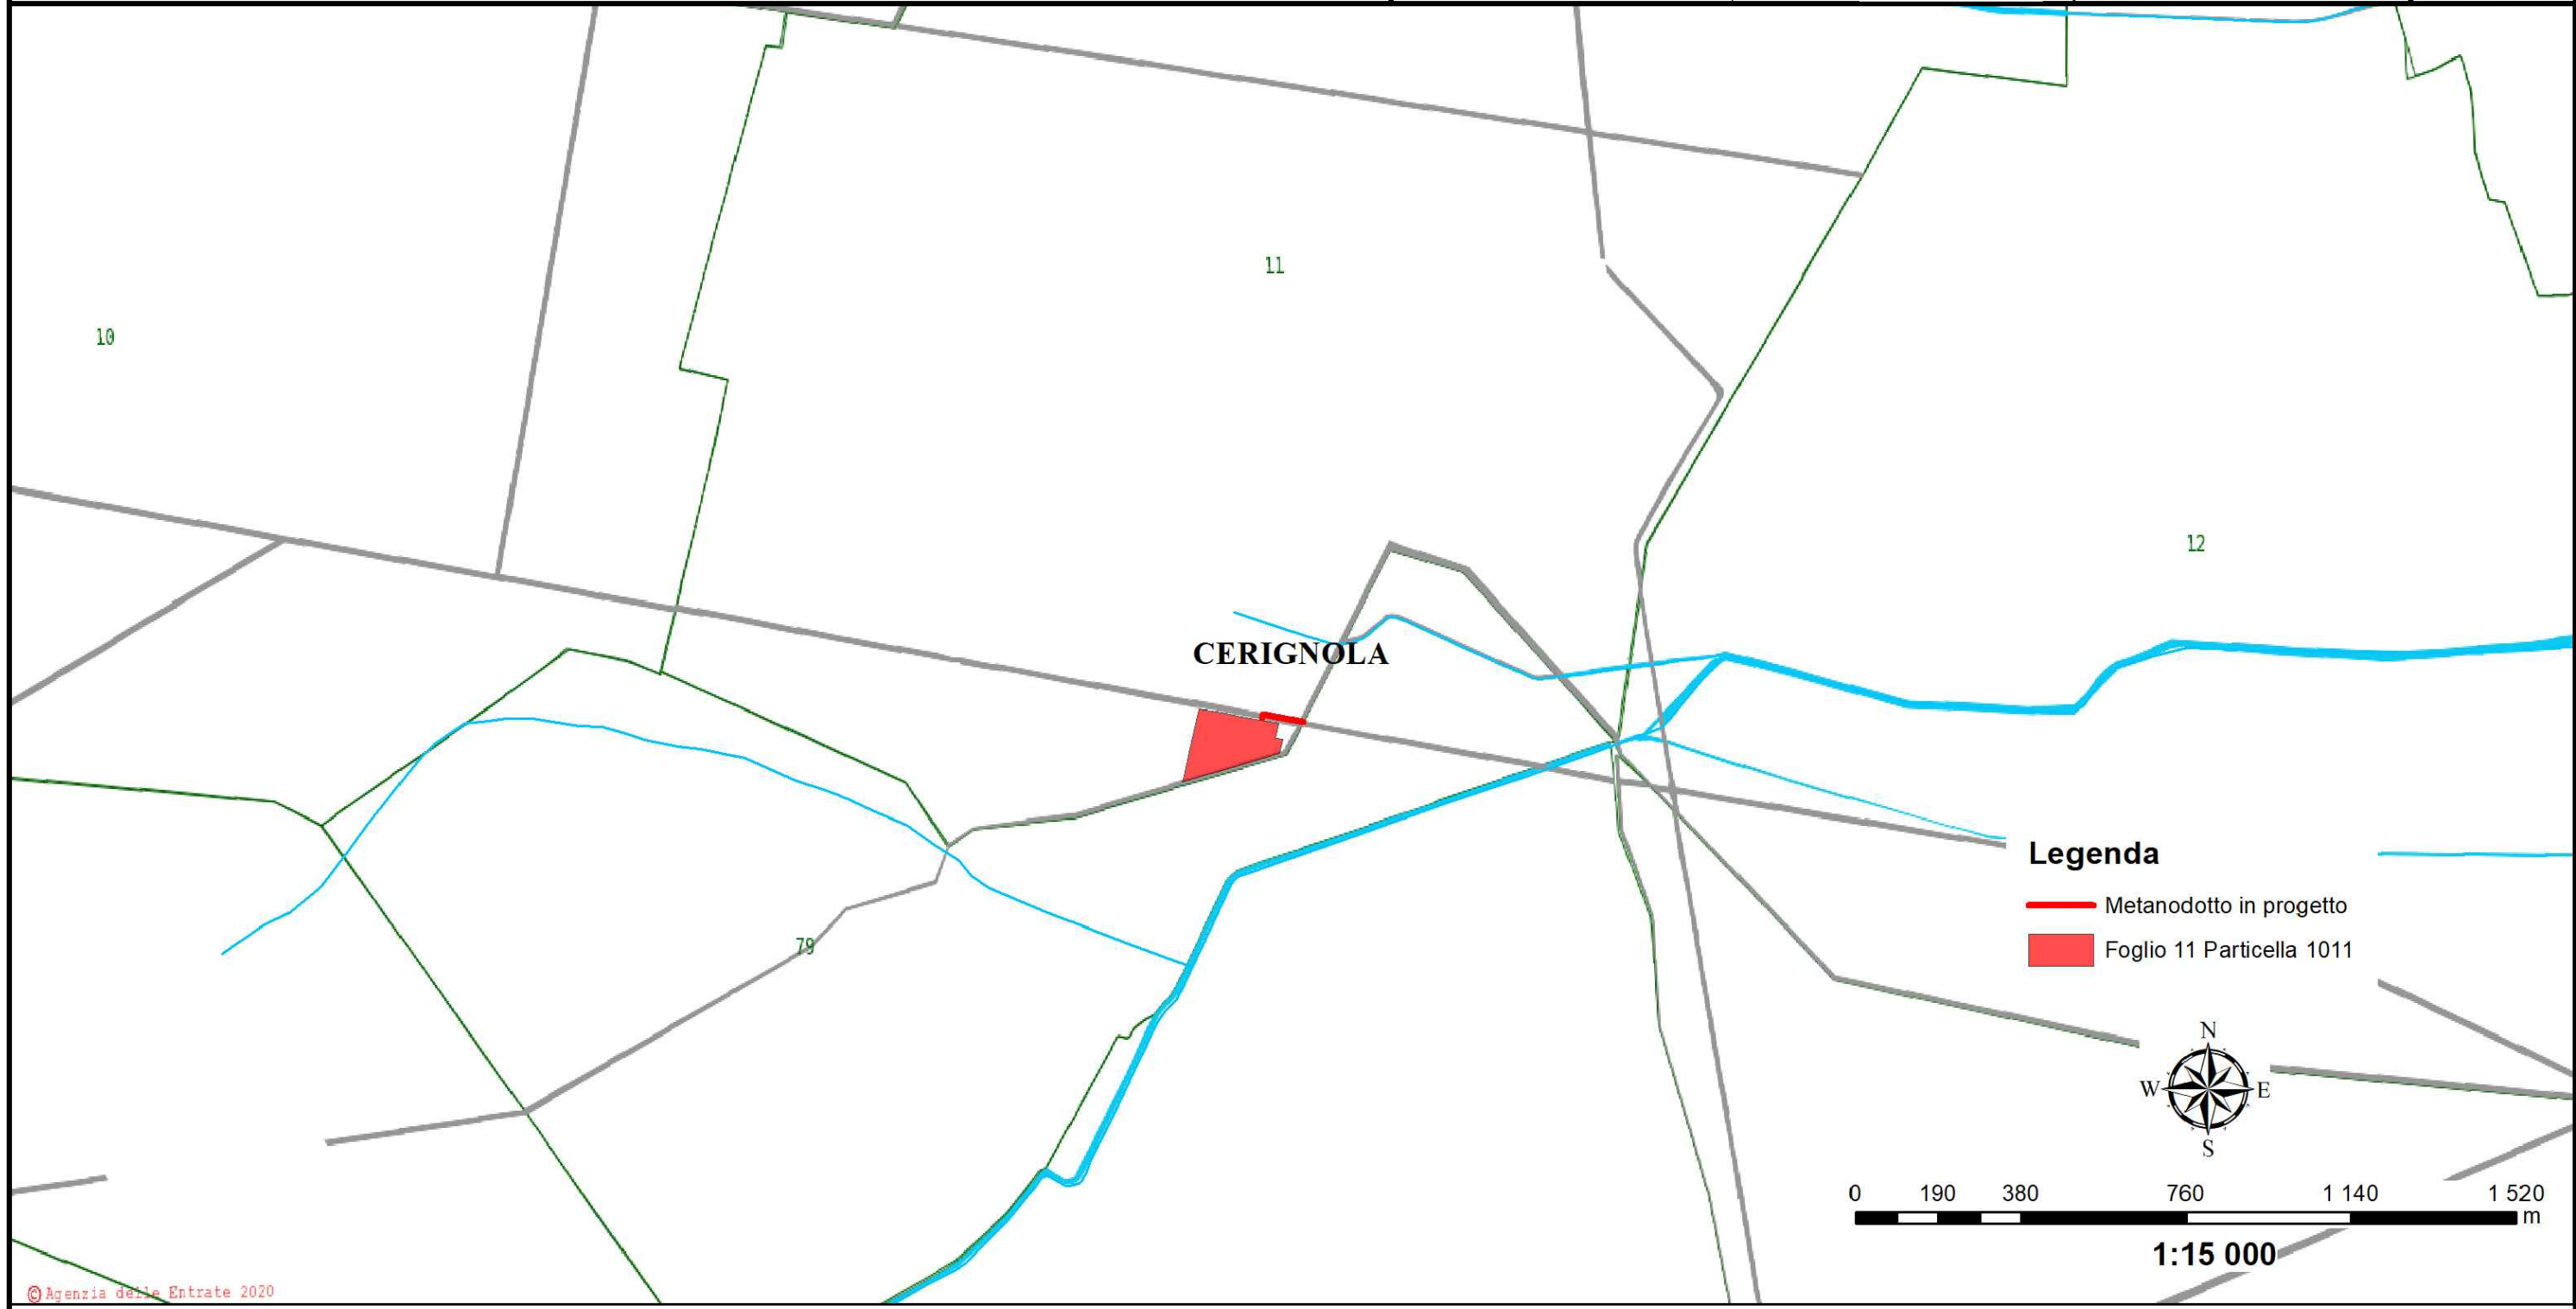 11
10
12
CERIGNOLA
79
Legenda
Metanodotto in progetto
Foglio 11 Particella 1011
N
W E
S
0 190 380 760 1 140 1 520
m
1:15 000
©Agenzia delle Entrate 2020